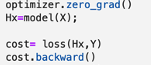 optimizer.zero_grad()
Hx=model(X);
cost= loss(Hx,Y)
cost.backward()